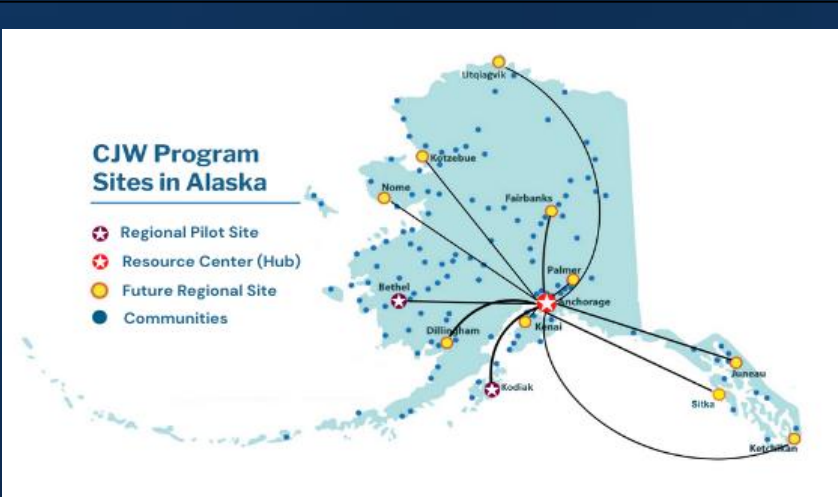 CJW Program
Sites in Alaska
Regional Pilot Site
Resource Center (Hub)
Future Regional Site
Communities
Utqiagvik
Kotzebue
Nome
Fairbanks
Palmer
Bethel
Anchorage
Dillingham
Kenai
Kodiak
Juneau
Sitka
Ketchikan